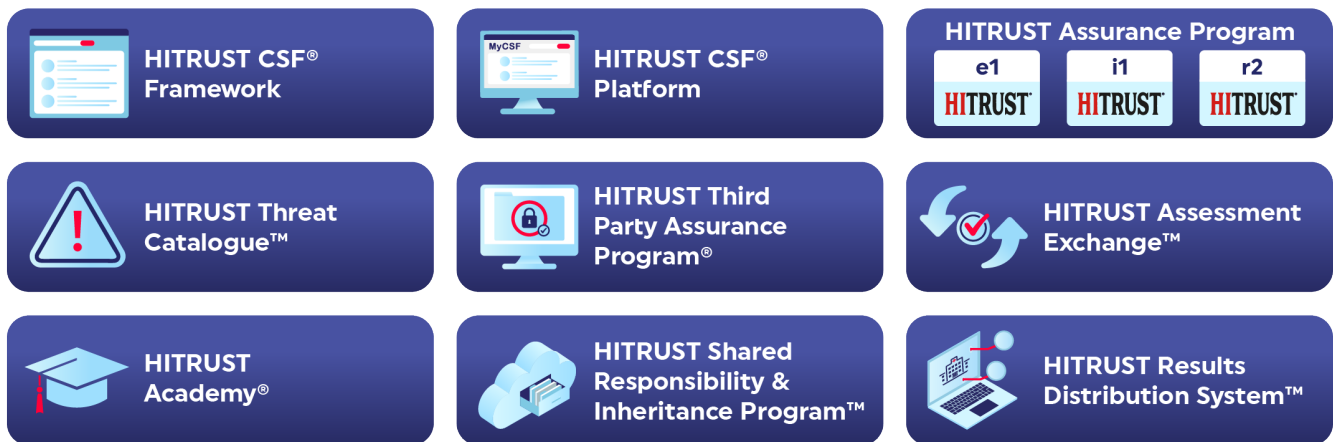 HITRUST CSF®
Framework
MyCSF
HITRUST CSF®
Platform
HITRUST Assurance Program
e1
i1
r2
HITRUST
HITRUST
HITRUST
HITRUST Threat
Catalogue™
HITRUST Third
Party Assurance
Program®
HITRUST Assessment
Exchange™
HITRUST
Academy®
HITRUST Shared
Responsibility &
Inheritance Program™
HITRUST Results
Distribution System™